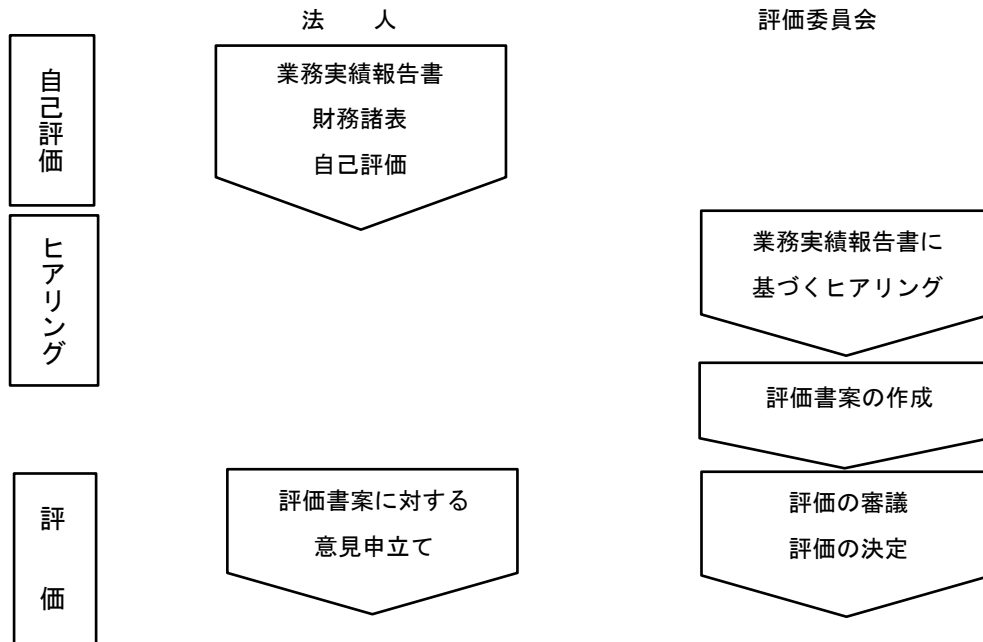 法　　人
評価委員会
自己評価
業務実績報告書
財務諸表
自己評価
ヒアリング
業務実績報告書に
基づくヒアリング
評価書案の作成
評　価
評価書案に対する
意見申立て
評価の審議
評価の決定